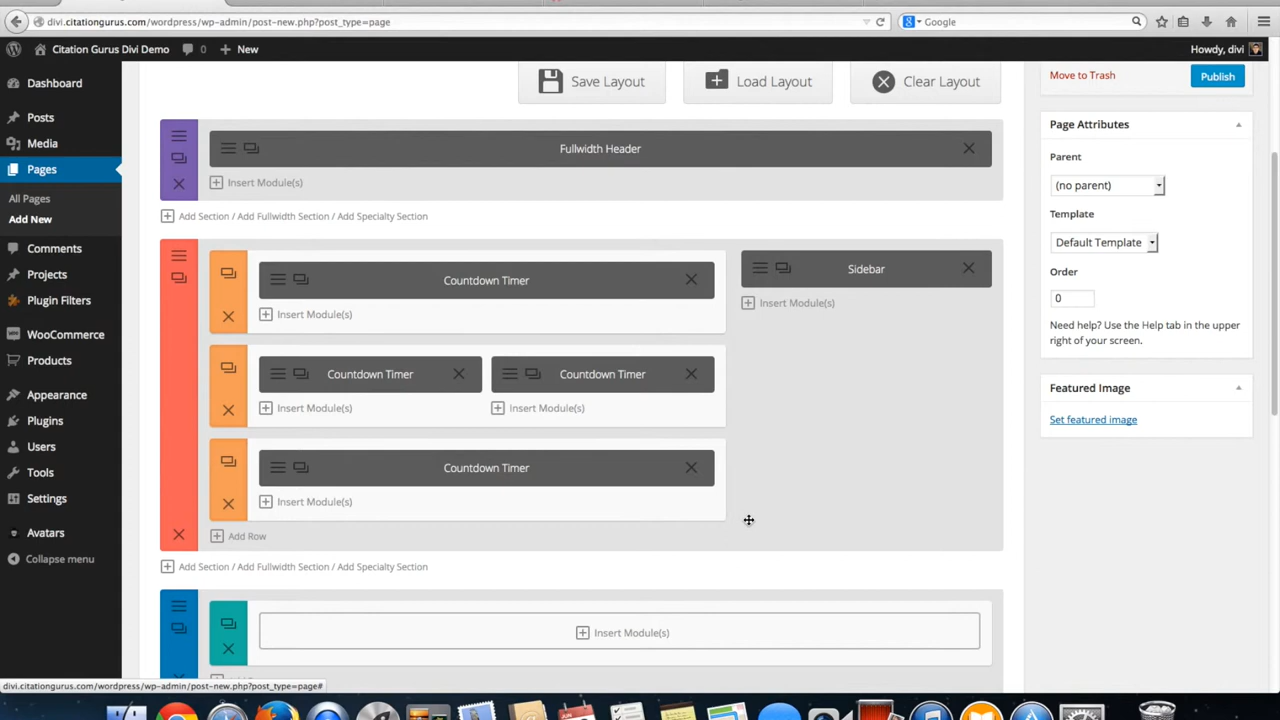 divi.citationgurus.com/wordpress/wp-admin/post-new.php?post_type=page
Google
Citation Gurus Divi Demo
0
New
Howdy, divi
Dashboard
Posts
Media
Pages
All Pages
Add New
Comments
Projects
Plugin Filters
WooCommerce
Products
Appearance
Plugins
Users
Tools
Settings
Avatars
Collapse menu
Save Layout
Load Layout
Clear Layout
Fullwidth Header
Insert Module(s)
Add Section / Add Fullwidth Section / Add Specialty Section
Countdown Timer
Insert Module(s)
Sidebar
Insert Module(s)
Countdown Timer
Countdown Timer
Insert Module(s)
Insert Module(s)
Countdown Timer
Insert Module(s)
Add Row
Add Section / Add Fullwidth Section / Add Specialty Section
Insert Module(s)
Move to Trash
Publish
Page Attributes
Parent
(no parent)
Template
Default Template
Order
0
Need help? Use the Help tab in the upper
right of your screen.
Featured Image
Set featured image
divi.citationgurus.com/wordpress/wp-admin/post-new.php?post_type=page#